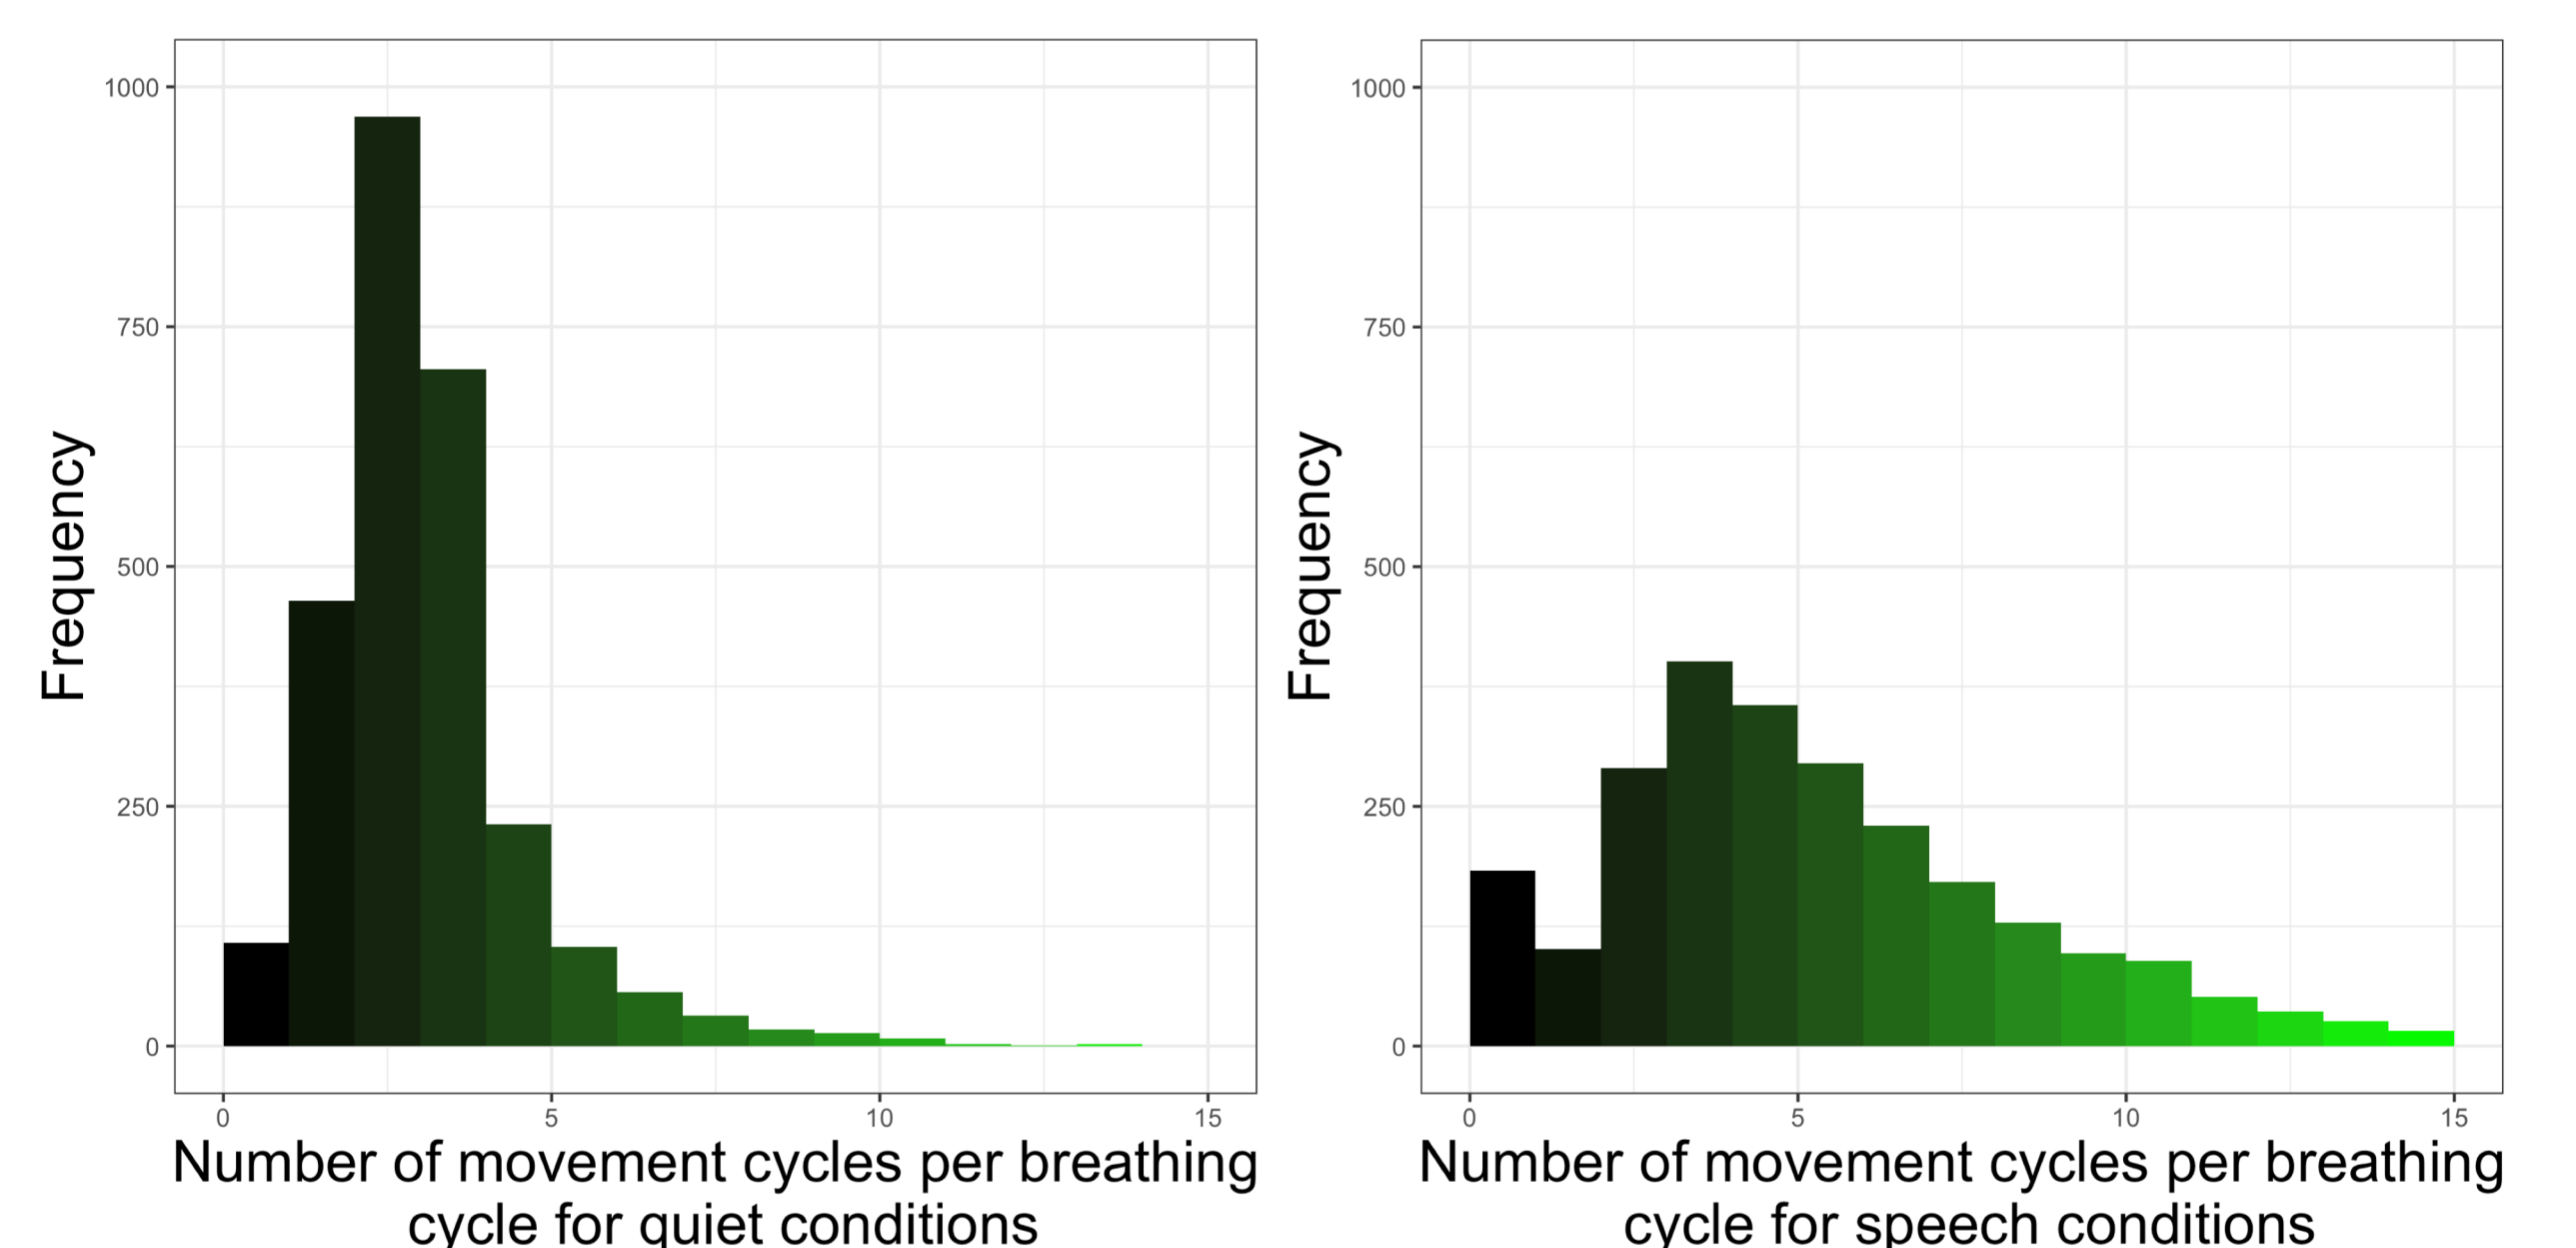 1000
750
500
250
0
Frequency
0 5 10 15
Number of movement cycles per breathing
cycle for quiet conditions
1000
750
500
250
0
Frequency
0 5 10 15
Number of movement cycles per breathing
cycle for speech conditions